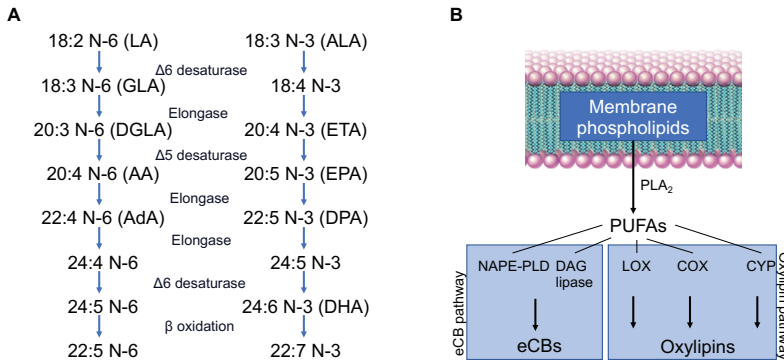 A
18:2 N-6 (LA)
18:3 N-3 (ALA)
Δ6 desaturase
18:3 N-6 (GLA)
18:4 N-3
Elongase
20:3 N-6 (DGLA)
20:4 N-3 (ETA)
Δ5 desaturase
20:4 N-6 (AA)
20:5 N-3 (EPA)
Elongase
22:4 N-6 (AdA)
22:5 N-3 (DPA)
Elongase
24:4 N-6
24:5 N-3
Δ6 desaturase
24:5 N-6
24:6 N-3 (DHA)
β oxidation
22:5 N-6
22:7 N-3
B
Membrane
phospholipids
PLA₂
PUFAs
eCB pathway
NAPE-PLD
DAG
lipase
eCBs
LOX
COX
CYP
Oxylipins